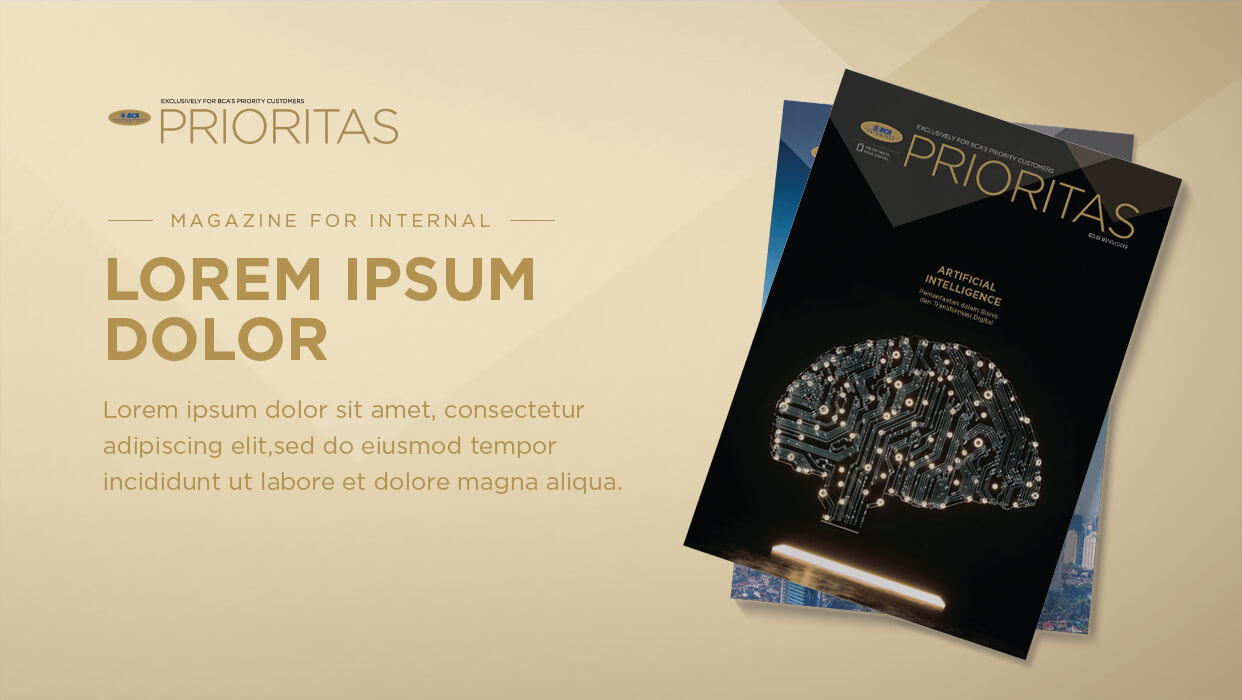 EXCLUSIVELY FOR BCA'S PRIORITY CUSTOMERS
BCA
PRIORITAS
MAGAZINE FOR INTERNAL
LOREM IPSUM
DOLOR
Lorem ipsum dolor sit amet, consectetur
adipiscing elit,sed do eiusmod tempor
incididunt ut labore et dolore magna aliqua.
BCA
EXCLUSIVELY FOR BCA'S PRIORITY CUSTOMERS
PRIORITAS
ARTIFICIAL
INTELLIGENCE
Pemanfaatan dalam Bisnis
dan Transformasi Digital